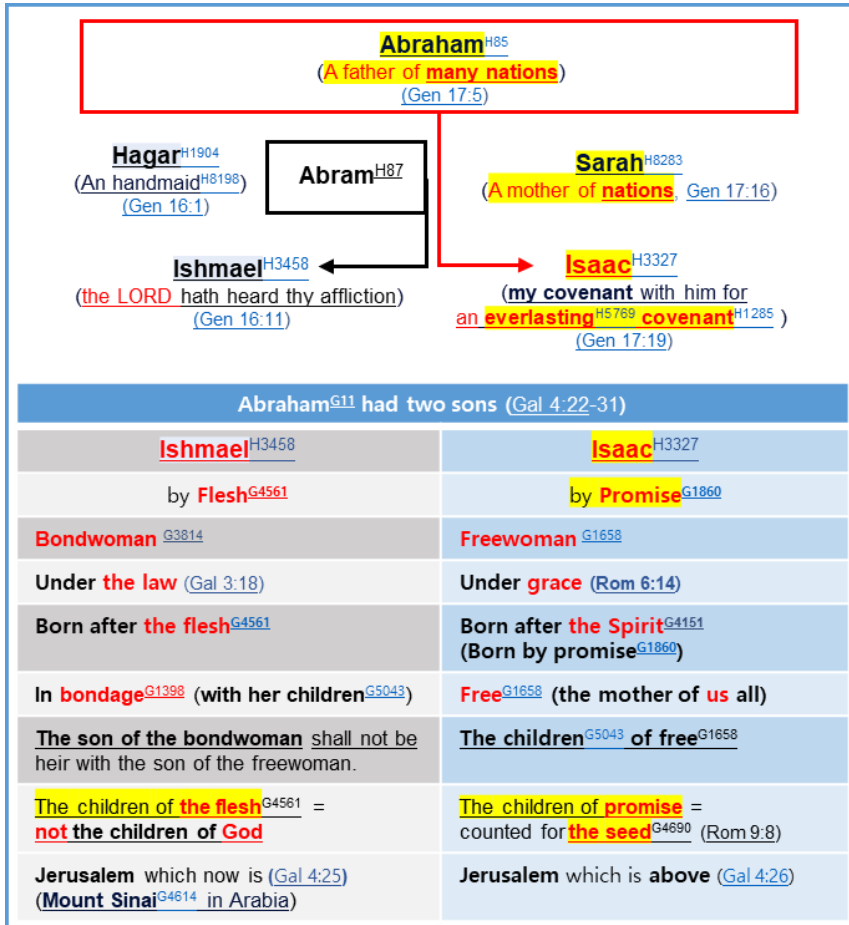 Abraham^H85
(A father of many nations)
(Gen 17:5)
Hagar^H1904
(An handmaid^H8198)
(Gen 16:1)
Abram^H87
Sarah^H8283
(A mother of nations, Gen 17:16)
Ishmael^H3458
(the LORD hath heard thy affliction)
(Gen 16:11)
Isaac^H3327
(my covenant with him for
an everlasting^H5769 covenant^H1285 )
(Gen 17:19)
Abraham^G11 had two sons (Gal 4:22-31)
Ishmael^H3458
Isaac^H3327
by Flesh^G4561
by Promise^G1860
Bondwoman ^G3814
Freewoman ^G1658
Under the law (Gal 3:18)
Under grace (Rom 6:14)
Born after the flesh^G4561
Born after the Spirit^G4151
(Born by promise^G1860)
In bondage^G1398 (with her children^G5043)
Free^G1658 (the mother of us all)
The son of the bondwoman shall not be
heir with the son of the freewoman.
The children^G5043 of free^G1658
The children of the flesh^G4561 =
not the children of God
The children of promise =
counted for the seed^G4690 (Rom 9:8)
Jerusalem which now is (Gal 4:25)
(Mount Sinai^G4614 in Arabia)
Jerusalem which is above (Gal 4:26)